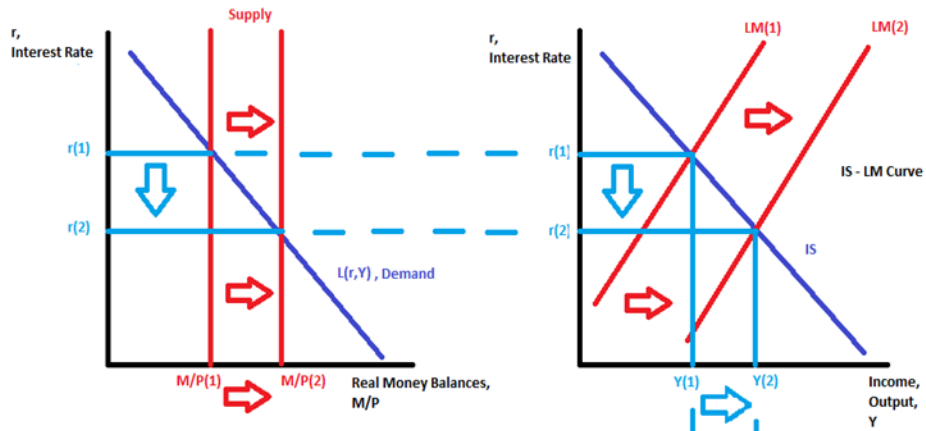 Supply
r,
Interest Rate
r(1)
r(2)
L(r,Y) , Demand
M/P(1)
M/P(2)
Real Money Balances,
M/P
r,
Interest Rate
LM(1)
LM(2)
r(1)
IS - LM Curve
r(2)
IS
Y(1)
Y(2)
Income,
Output,
Y